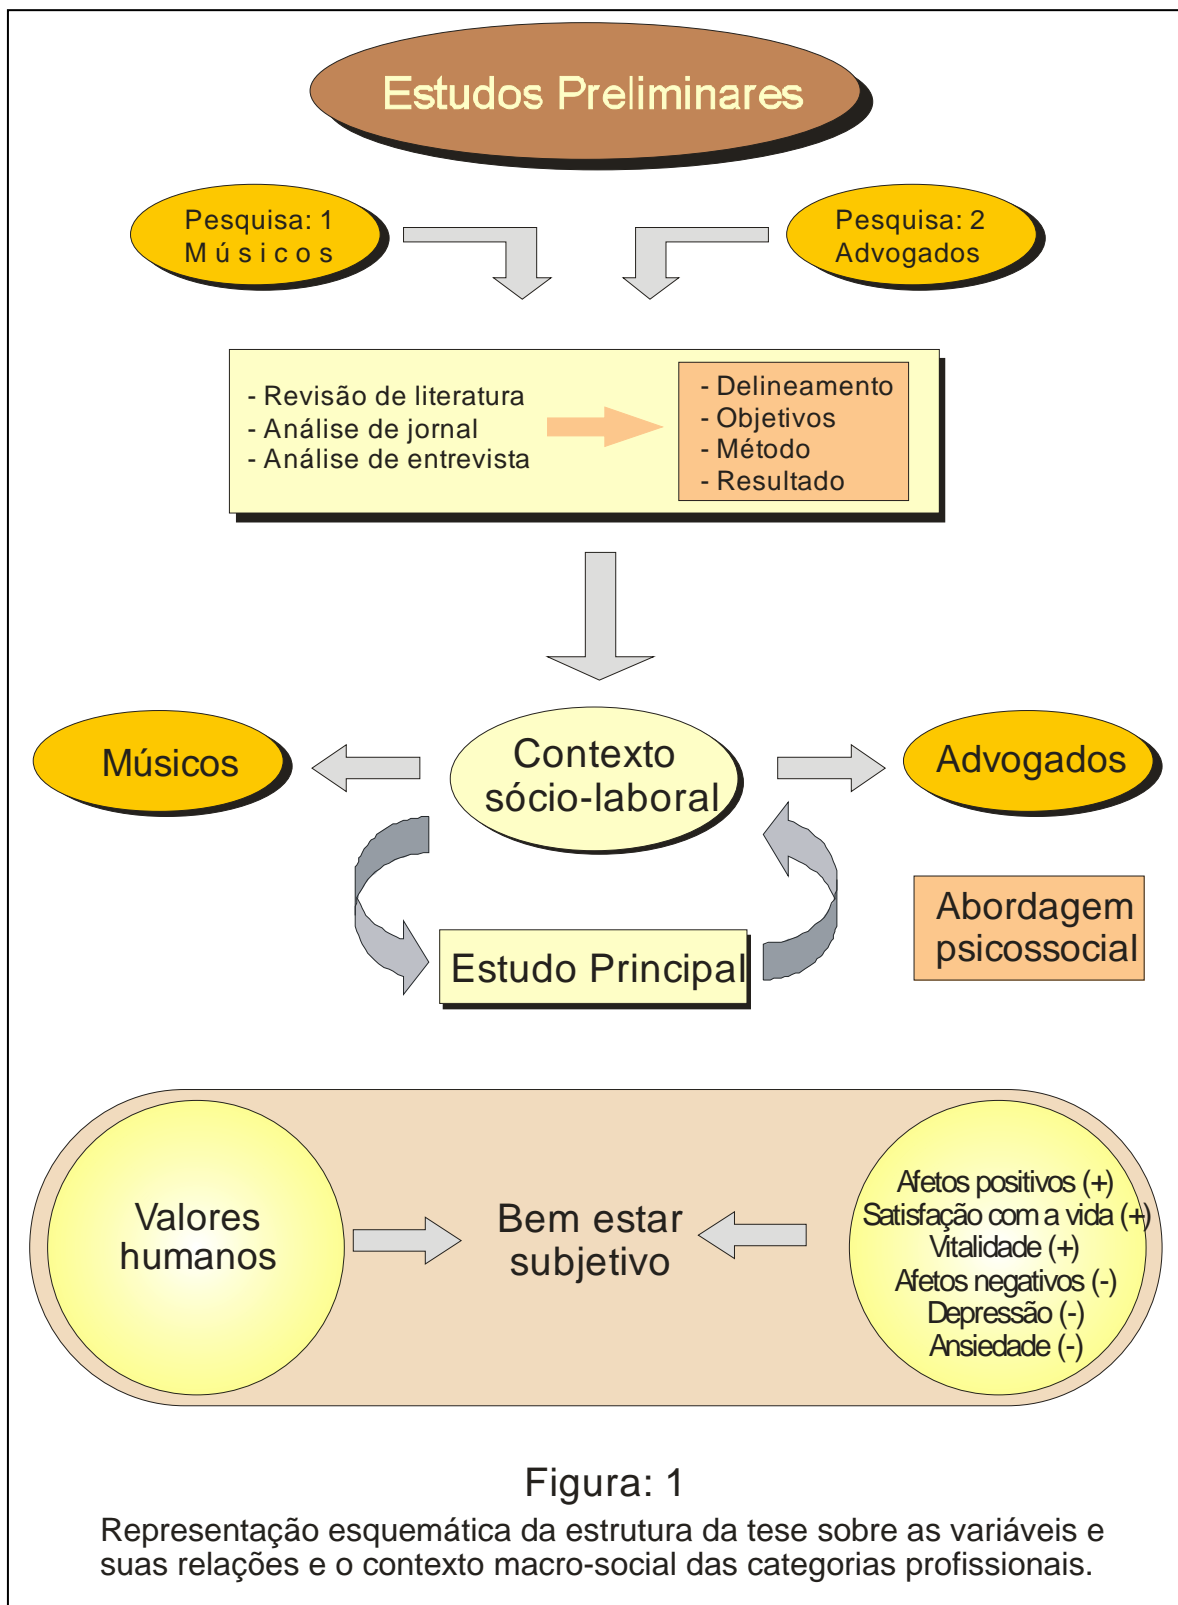 Estudos Preliminares
Pesquisa: 1
Músicos
Pesquisa: 2
Advogados
- Revisão de literatura
- Análise de jornal
- Análise de entrevista
- Delineamento
- Objetivos
- Método
- Resultado
Músicos
Contexto
sócio-laboral
Advogados
Abordagem
psicossocial
Estudo Principal
Valores
humanos
Bem estar
subjetivo
Afetos positivos (+)
Satisfação com a vida (+)
Vitalidade (+)
Afetos negativos (-)
Depressão (-)
Ansiedade (-)
Figura: 1
Representação esquemática da estrutura da tese sobre as variáveis e
suas relações e o contexto macro-social das categorias profissionais.